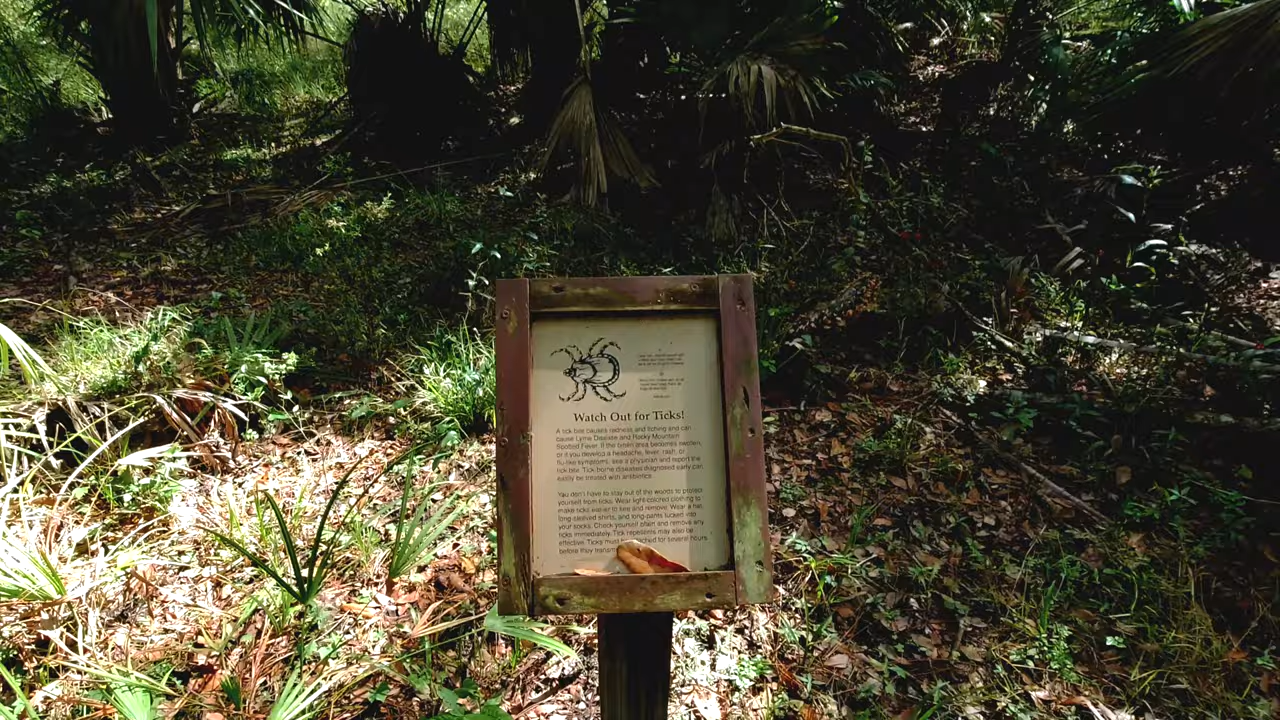 Watch Out for Ticks!
A tick bite causes redness and itching and can
cause Lyme Disease and Rocky Mountain
Spotted Fever. If the bitten area becomes swollen,
or if you develop a headache, fever, rash, or
flu-like symptoms, see a physician and report the
tick bite. Tick borne diseases diagnosed early can
easily be treated with antibiotics.
You don't have to stay out of the woods to protect
yourself from ticks. Wear light-colored clothing to
make ticks easier to see and remove. Wear a hat,
long-sleeved shirts, and long-pants tucked into
your socks. Check yourself often and remove any
ticks immediately. Tick repellents may also be
effective. Ticks must be attached for several hours
before they transm